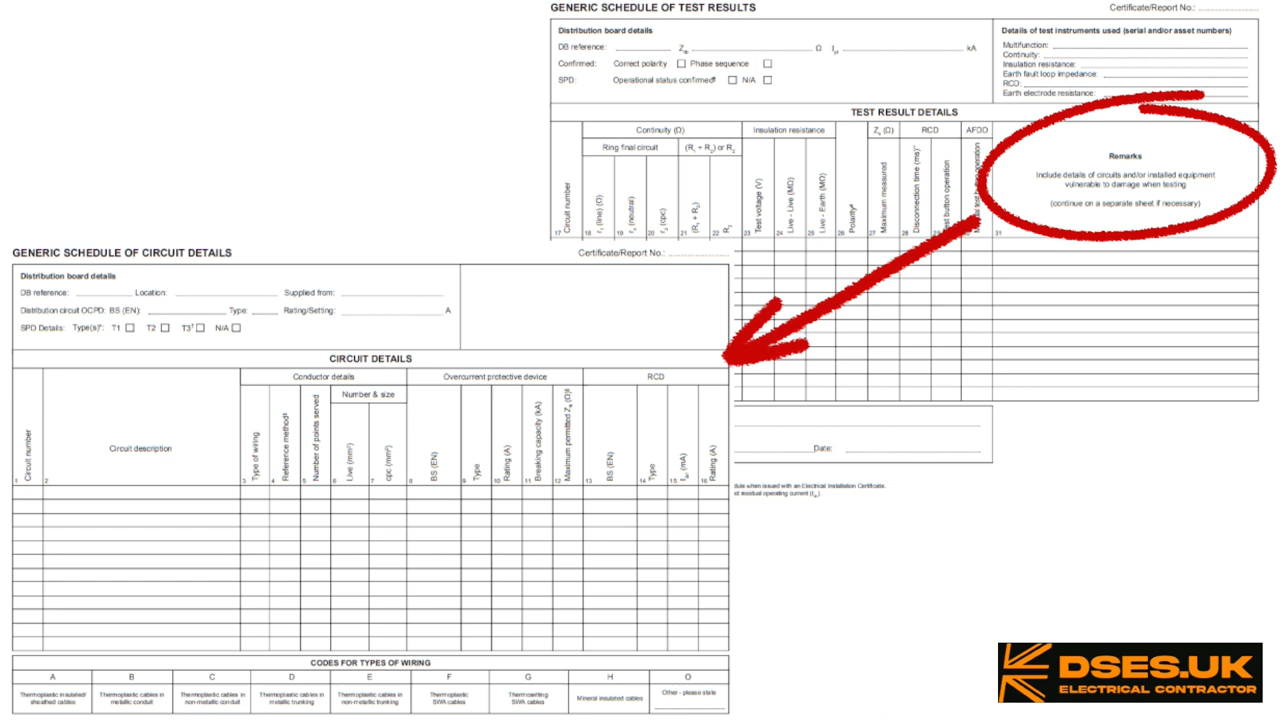 GENERIC SCHEDULE OF TEST RESULTS
Certificate/Report No.:
Distribution board details
DB reference: Zdb Ω Ipf kA
Confirmed: Correct polarity Phase sequence
SPD: Operational status confirmed¶ N/A
Details of test instruments used (serial and/or asset numbers)
Multifunction:
Continuity:
Insulation resistance:
Earth fault loop impedance:
RCD:
Earth electrode resistance:
TEST RESULT DETAILS
Continuity (Ω)
Insulation resistance
Zs (Ω)
RCD
AFDD
Ring final circuit
(R1 + R2) or R2
Circuit number
r1 (line) (Ω)
rn (neutral)
r2 (cpc)
(R1 + R2)
R2
Test voltage (V)
Live - Live (MΩ)
Live - Earth (MΩ)
Polarity
Maximum measured
Disconnection time (ms)
Test button operation
Manual test button operation
Remarks
Include details of circuits and/or installed equipment
vulnerable to damage when testing
(continue on a separate sheet if necessary)
17 18 19 20 21 22 23 24 25 26 27 28 29 31
Date:
dule when issued with an Electrical Installation Certificate.
GENERIC SCHEDULE OF CIRCUIT DETAILS
Certificate/Report No.:
Distribution board details
DB reference: Location: Supplied from:
Distribution circuit OCPD: BS (EN): Type: Rating/Setting: A
SPD Details: Type(s)*: T1 T2 T3† N/A
CIRCUIT DETAILS
Conductor details
Overcurrent protective device
RCD
Number & size
Circuit number
Circuit description
Type of wiring
Reference method‡
Number of points served
Live (mm²)
cpc (mm²)
BS (EN)
Type
Rating (A)
Breaking capacity (kA)
Maximum permitted Zs (Ω)§
BS (EN)
Type
IΔn (mA)
Rating (A)
1 2 3 4 5 6 7 8 9 10 11 12 13 14 15 16
CODES FOR TYPES OF WIRING
A B C D E F G H O
Thermoplastic insulated/
sheathed cables
Thermoplastic cables in
metallic conduit
Thermoplastic cables in
non-metallic conduit
Thermoplastic cables in
metallic trunking
Thermoplastic cables in
non-metallic trunking
Thermoplastic
SWA cables
Thermosetting
SWA cables
Mineral insulated cables
Other - please state
DSES.UK
ELECTRICAL CONTRACTOR